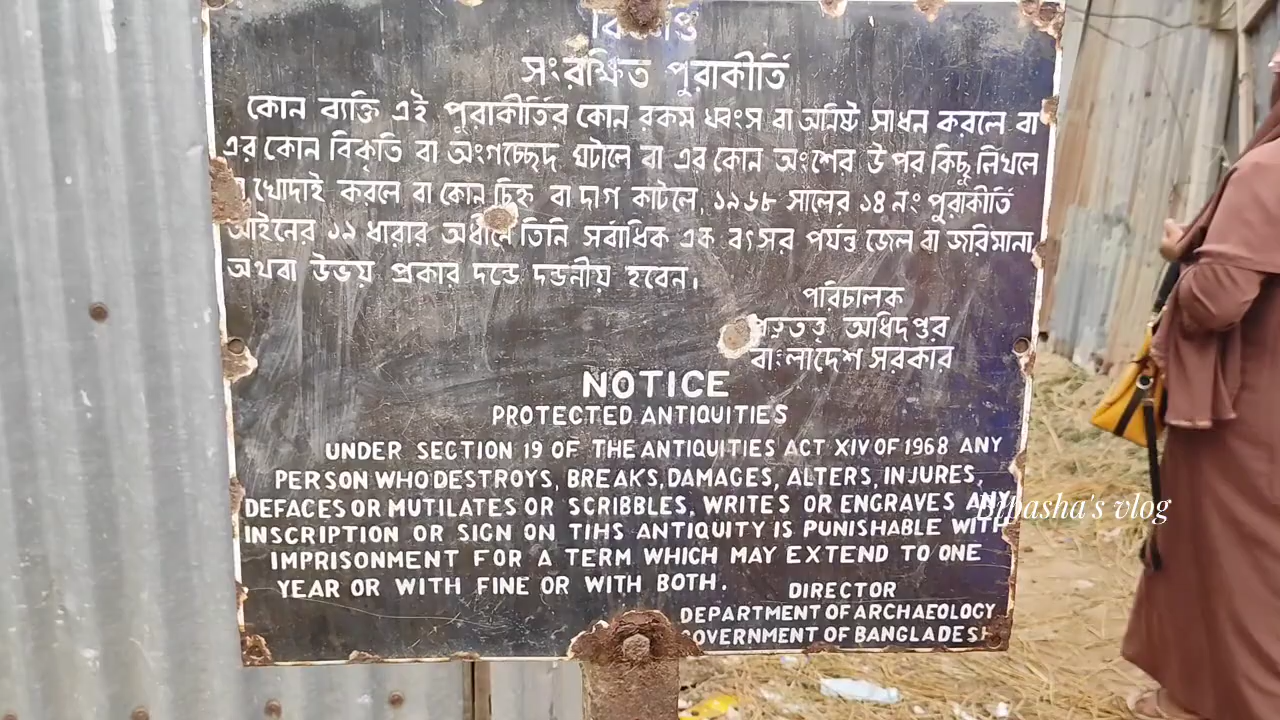 সংরক্ষিত পুরাকীর্তি
কোন ব্যক্তি এই পুরাকীর্তির কোন রকম ধ্বংস বা অনিষ্ট সাধন করলে বা
এর কোন বিকৃতি বা অংগচ্ছেদ ঘটালে বা এর কোন অংশের উপর কিছু লিখলে
খোদাই করলে বা কোন চিহ্ন বা দাগ কাটলে, ১৯৬৮ সালের ১৪ নং পুরাকীর্তি
আইনের ১৯ ধারার অধীনে তিনি সর্বাধিক এক বৎসর পর্যন্ত জেল বা জরিমানা,
অথবা উভয় প্রকার দন্ডে দন্ডনীয় হবেন।
পরিচালক
অধিদপ্তর
বাংলাদেশ সরকার
NOTICE
PROTECTED ANTIQUITIES
UNDER SECTION 19 OF THE ANTIQUITIES ACT XIV OF 1968 ANY
PERSON WHO DESTROYS, BREAKS, DAMAGES, ALTERS, INJURES,
DEFACES OR MUTILATES OR SCRIBBLES, WRITES OR ENGRAVES ANY
INSCRIPTION OR SIGN ON TIHS ANTIQUITY IS PUNISHABLE WITH
IMPRISONMENT FOR A TERM WHICH MAY EXTEND TO ONE
YEAR OR WITH FINE OR WITH BOTH.
DIRECTOR
DEPARTMENT OF ARCHAEOLOGY
GOVERNMENT OF BANGLADESH
Bibasha's vlog